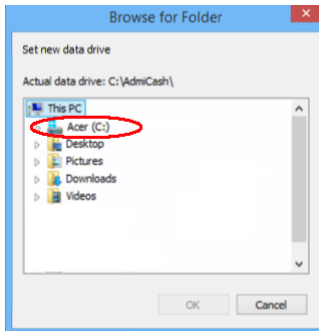 Browse for Folder
Set new data drive
Actual data drive: C:\AdmiCash\
This PC
Acer (C:)
Desktop
Pictures
Downloads
Videos
OK
Cancel